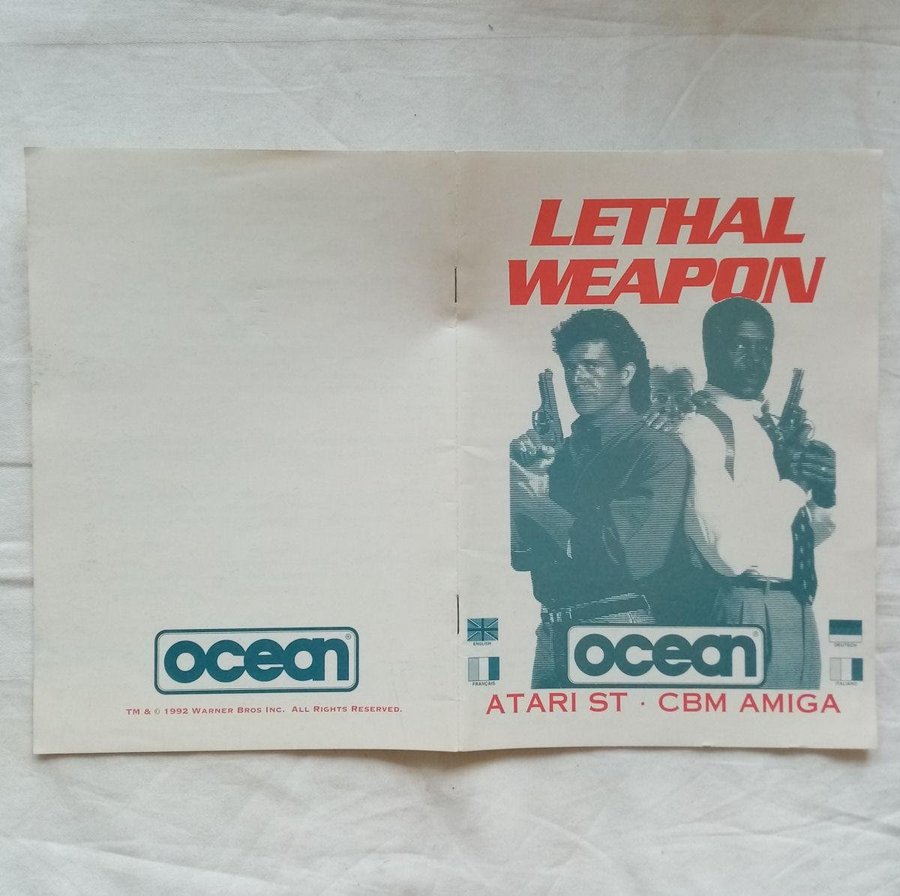 ocean®
TM & © 1992 WARNER BROS INC. ALL RIGHTS RESERVED.
LETHAL
WEAPON
ENGLISH
DEUTSCH
FRANÇAIS
ITALIANO
ocean®
ATARI ST · CBM AMIGA